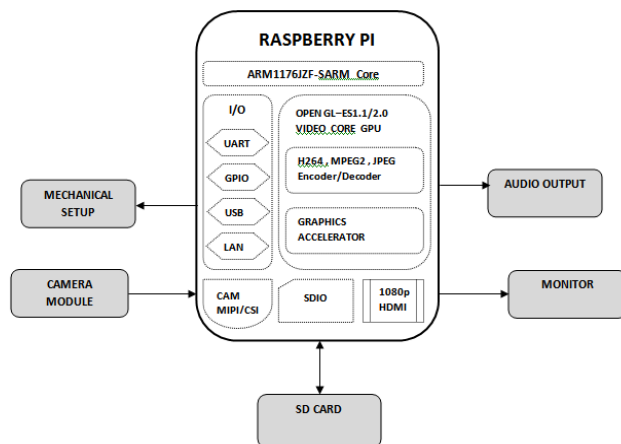 RASPBERRY PI
ARM1176JZF-SARM Core
I/O
UART
GPIO
USB
LAN
OPEN GL–ES1.1/2.0
VIDEO CORE GPU
H264 , MPEG2 , JPEG
Encoder/Decoder
GRAPHICS
ACCELERATOR
CAM
MIPI/CSI
SDIO
1080p
HDMI
MECHANICAL
SETUP
CAMERA
MODULE
AUDIO OUTPUT
MONITOR
SD CARD